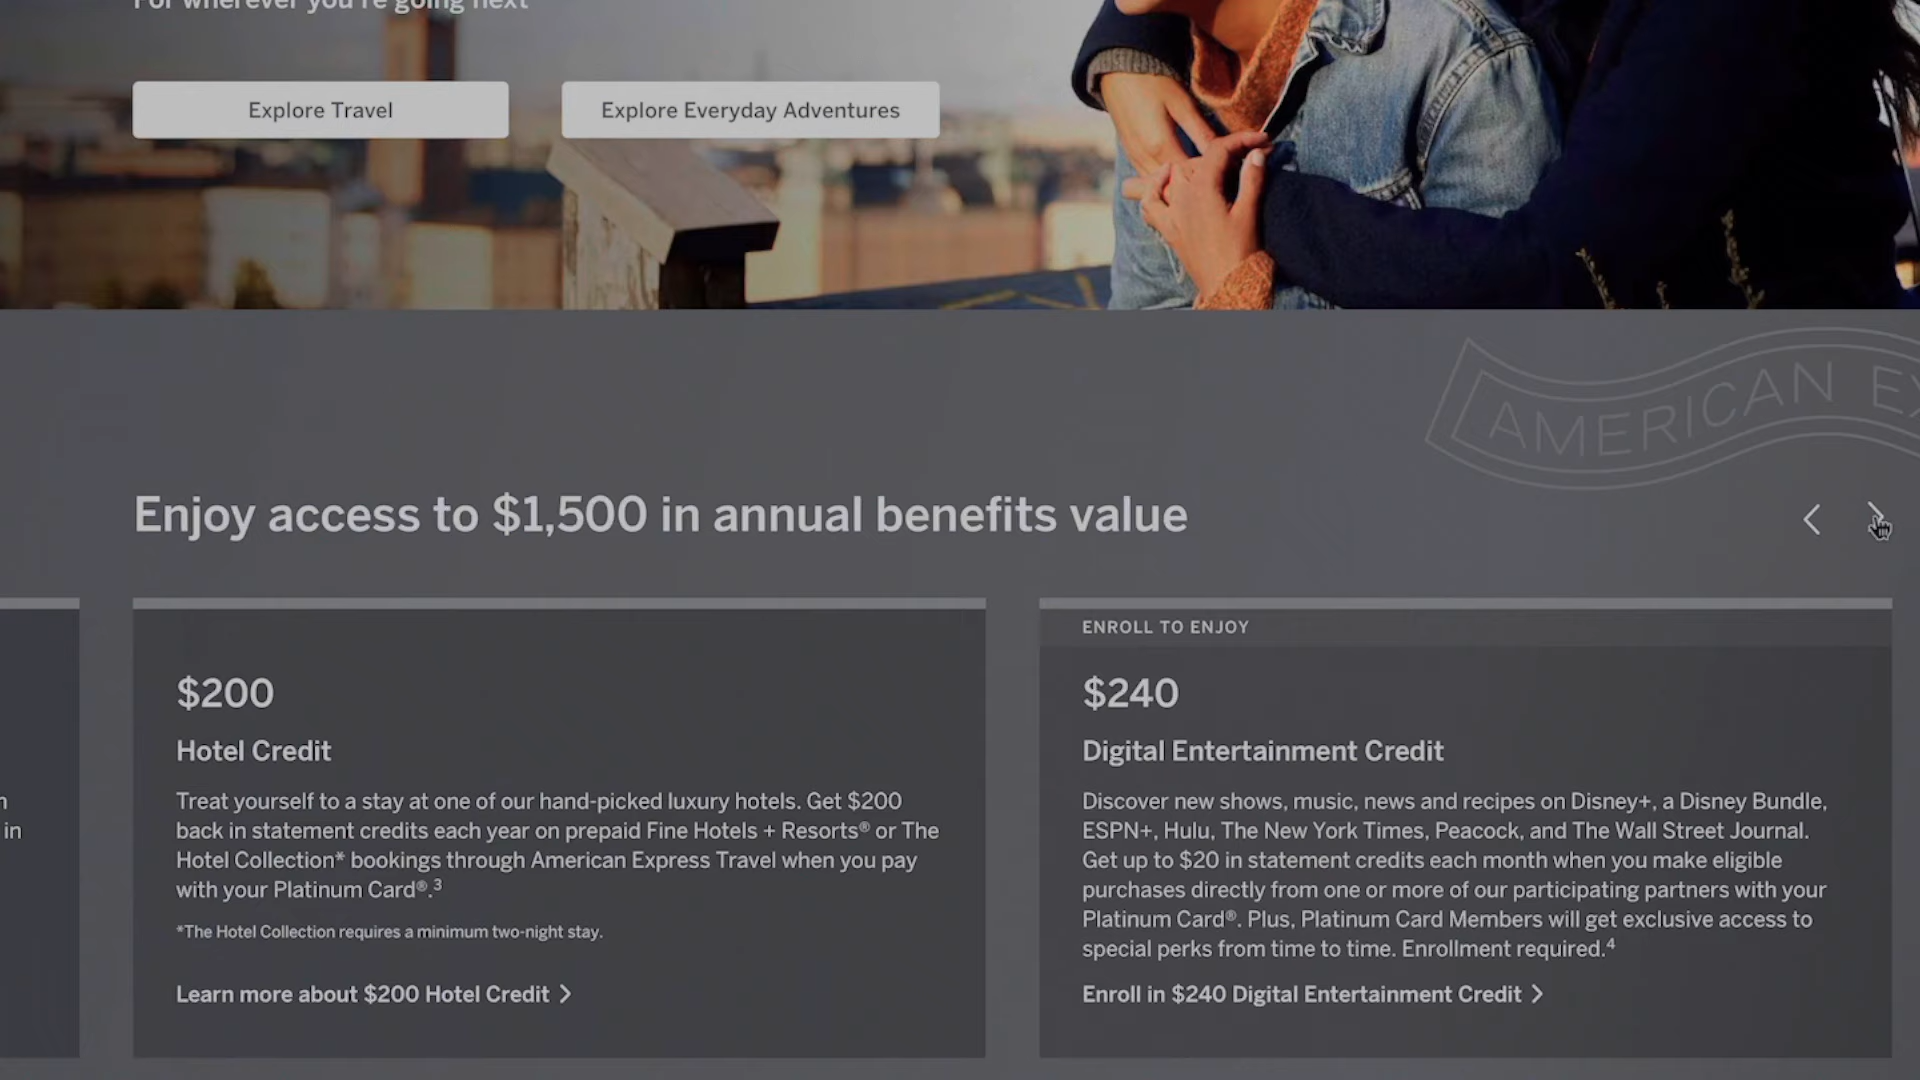 For wherever you're going next
Explore Travel
Explore Everyday Adventures
AMERICAN EX
Enjoy access to $1,500 in annual benefits value
in
$200
Hotel Credit
Treat yourself to a stay at one of our hand-picked luxury hotels. Get $200
back in statement credits each year on prepaid Fine Hotels + Resorts® or The
Hotel Collection* bookings through American Express Travel when you pay
with your Platinum Card®.³
*The Hotel Collection requires a minimum two-night stay.
Learn more about $200 Hotel Credit >
ENROLL TO ENJOY
$240
Digital Entertainment Credit
Discover new shows, music, news and recipes on Disney+, a Disney Bundle,
ESPN+, Hulu, The New York Times, Peacock, and The Wall Street Journal.
Get up to $20 in statement credits each month when you make eligible
purchases directly from one or more of our participating partners with your
Platinum Card®. Plus, Platinum Card Members will get exclusive access to
special perks from time to time. Enrollment required.⁴
Enroll in $240 Digital Entertainment Credit >